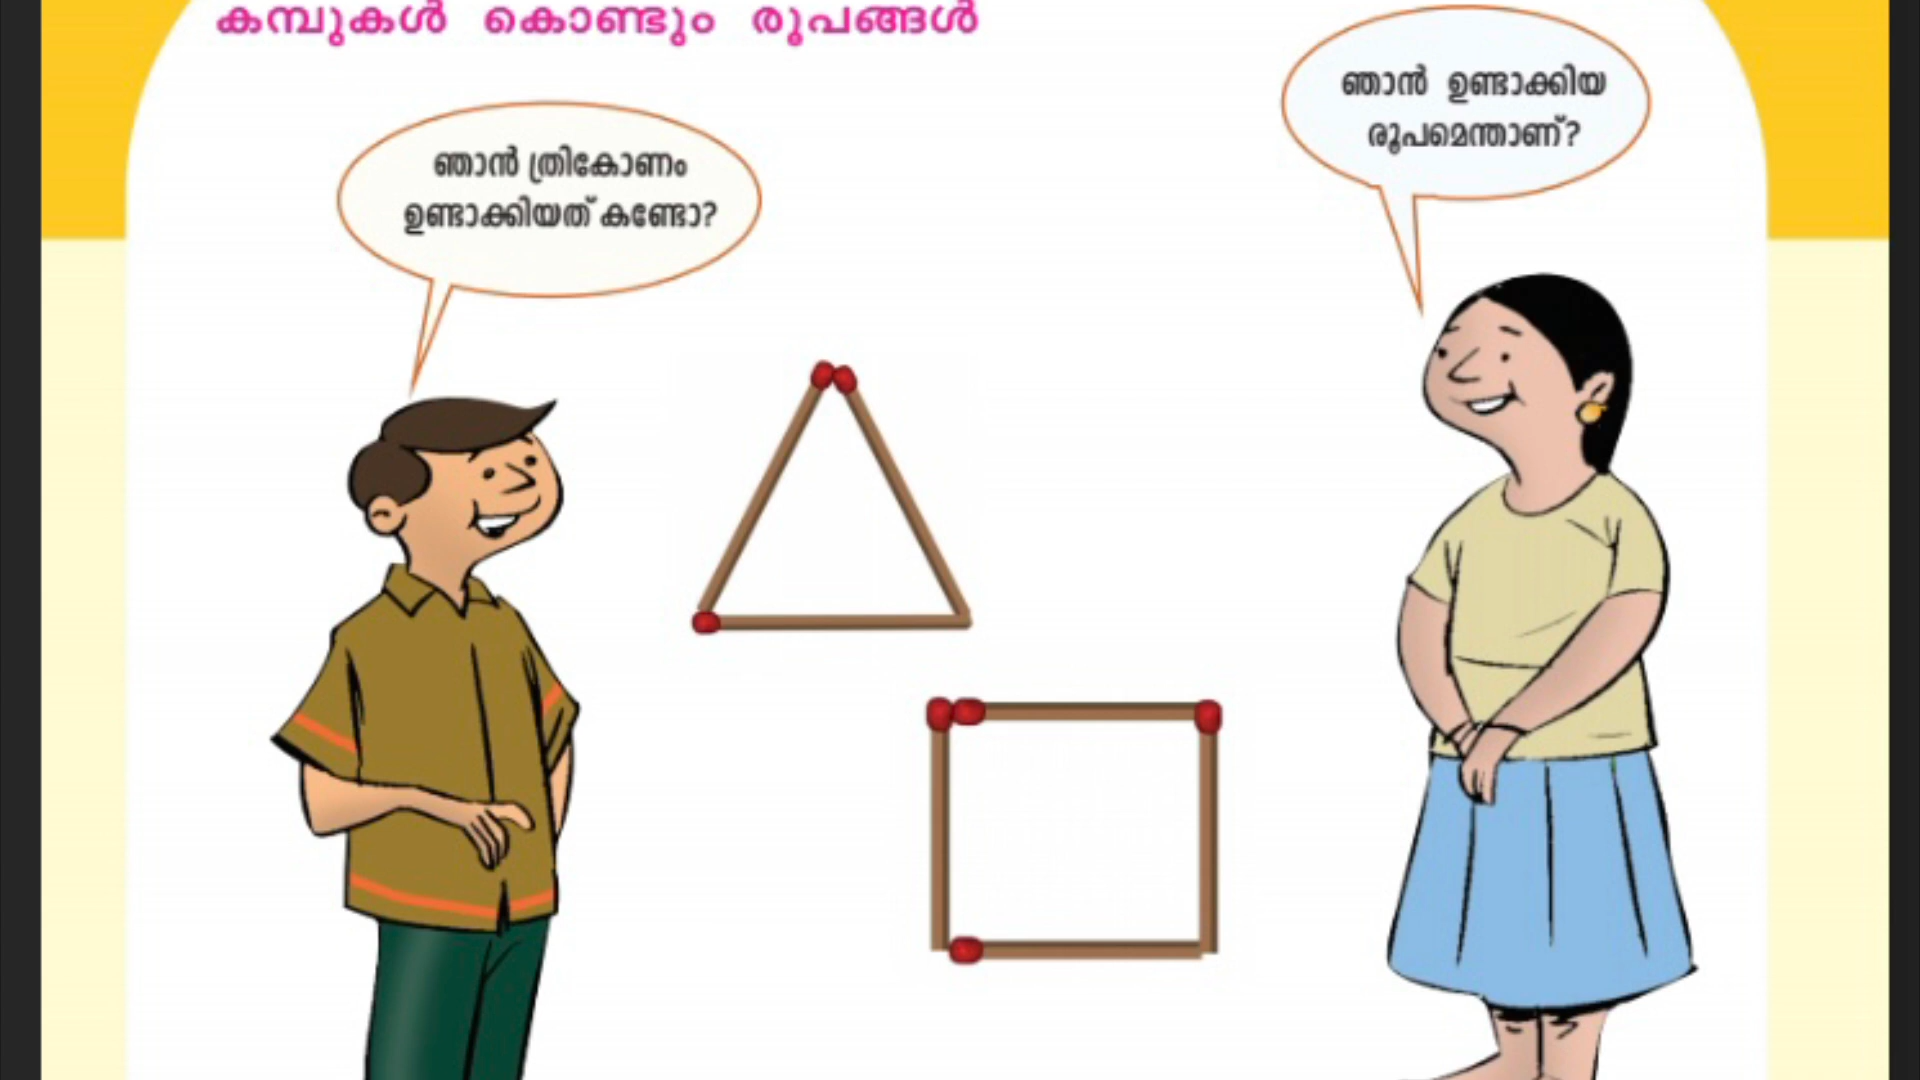 കമ്പുകൾ കൊണ്ടും രൂപങ്ങൾ
ഞാൻ ത്രികോണം
ഉണ്ടാക്കിയത് കണ്ടോ?
ഞാൻ ഉണ്ടാക്കിയ
രൂപമെന്താണ്?